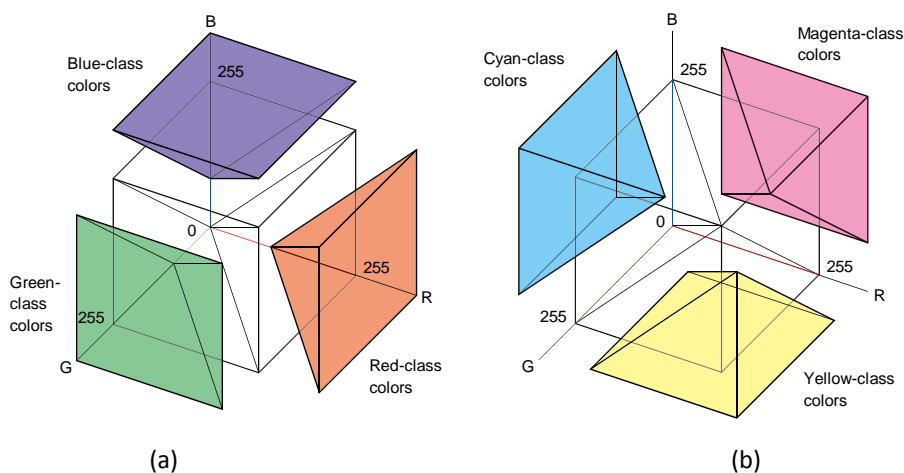 B
Blue-class
colors
255
0
255
R
Green-
class
colors
255
G
Red-class
colors
(a)
B
Cyan-class
colors
255
Magenta-class
colors
0
255
R
255
G
Yellow-class
colors
(b)